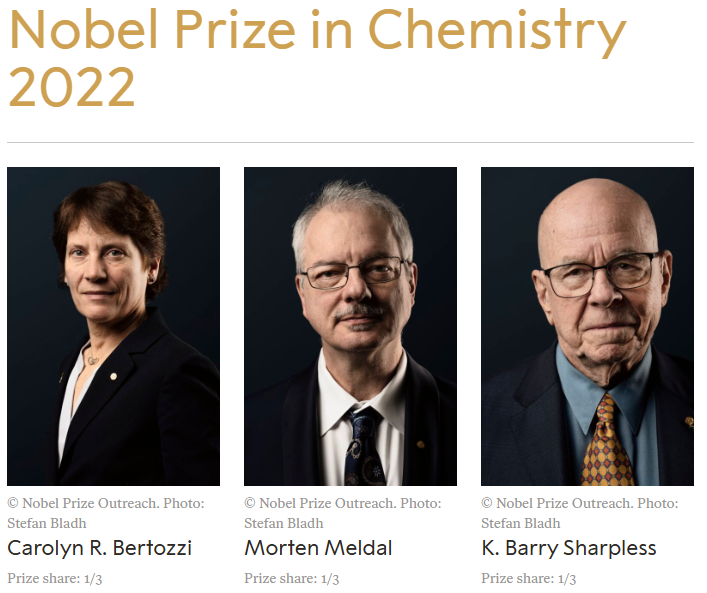 Nobel Prize in Chemistry
2022
© Nobel Prize Outreach. Photo:
Stefan Bladh
Carolyn R. Bertozzi
Prize share: 1/3
© Nobel Prize Outreach. Photo:
Stefan Bladh
Morten Meldal
Prize share: 1/3
© Nobel Prize Outreach. Photo:
Stefan Bladh
K. Barry Sharpless
Prize share: 1/3